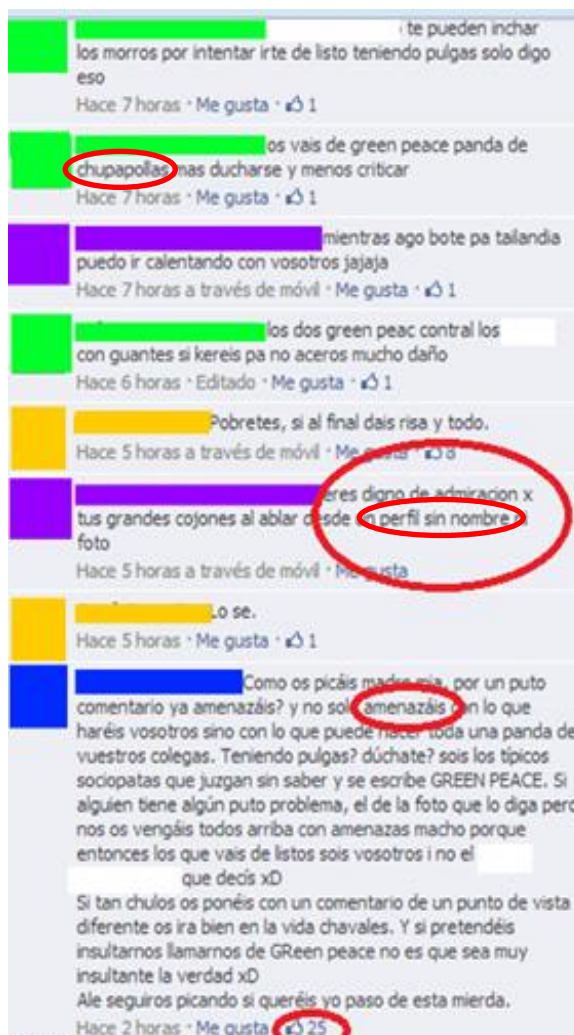 te pueden inchar
los morros por intentar irte de listo teniendo pulgas solo digo
eso
Hace 7 horas · Me gusta · 1
os vais de green peace panda de
chupapollas mas ducharse y menos criticar
Hace 7 horas · Me gusta · 1
mientras ago bote pa tailandia
puedo ir calentando con vosotros jajaja
Hace 7 horas a través de móvil · Me gusta · 1
los dos green peac contral los
con guantes si kereis pa no aceros mucho daño
Hace 6 horas · Editado · Me gusta · 1
Pobretes, si al final dais risa y todo.
Hace 5 horas a través de móvil · Me gusta · 8
eres digno de admiracion x
tus grandes cojones al ablar desde un perfil sin nombre ni
foto
Hace 5 horas a través de móvil · Me gusta
Lo se.
Hace 5 horas · Me gusta · 1
Como os picáis madre mia, por un puto
comentario ya amenazáis? y no solo amenazáis con lo que
haréis vosotros sino con lo que puede hacer toda una panda de
vuestros colegas. Teniendo pulgas? dúchate? sois los típicos
sociopatas que juzgan sin saber y se escribe GREEN PEACE. Si
alguien tiene algún puto problema, el de la foto que lo diga pero
nos os vengáis todos arriba con amenazas macho porque
entonces los que vais de listos sois vosotros i no el
que decís xD
Si tan chulos os ponéis con un comentario de un punto de vista
diferente os ira bien en la vida chavales. Y si pretendéis
insultarnos llamarnos de GReen peace no es que sea muy
insultante la verdad xD
Ale seguiros picando si queréis yo paso de esta mierda.
Hace 2 horas · Me gusta · 25